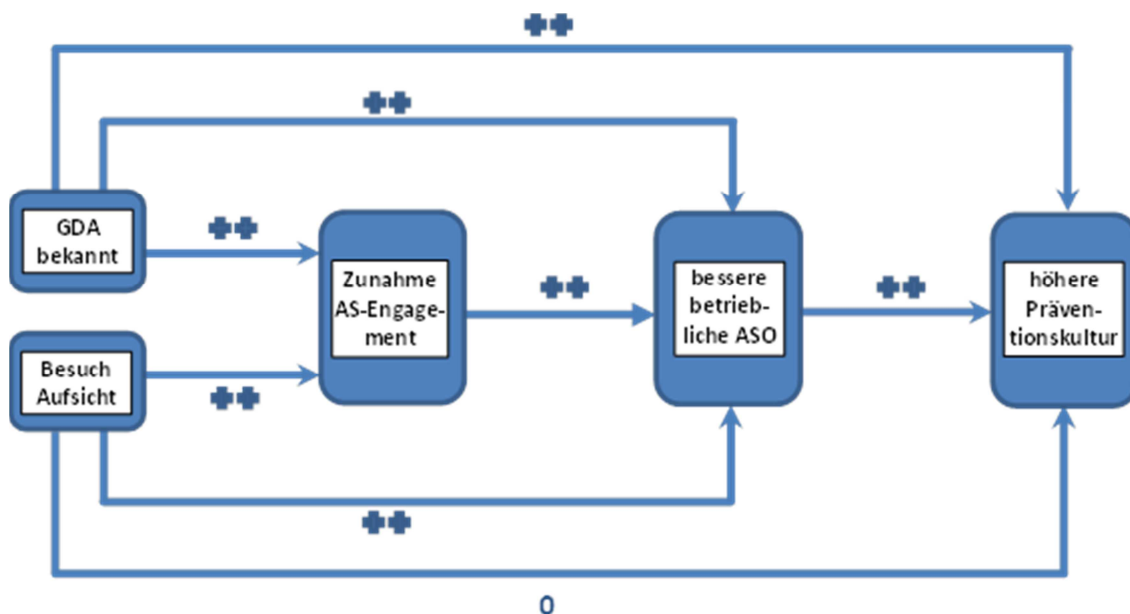 ++
++
GDA
bekannt
++
Zunahme
AS-Engage-
ment
++
bessere
betrieb-
liche ASO
++
höhere
Präven-
tionskultur
Besuch
Aufsicht
++
++
0